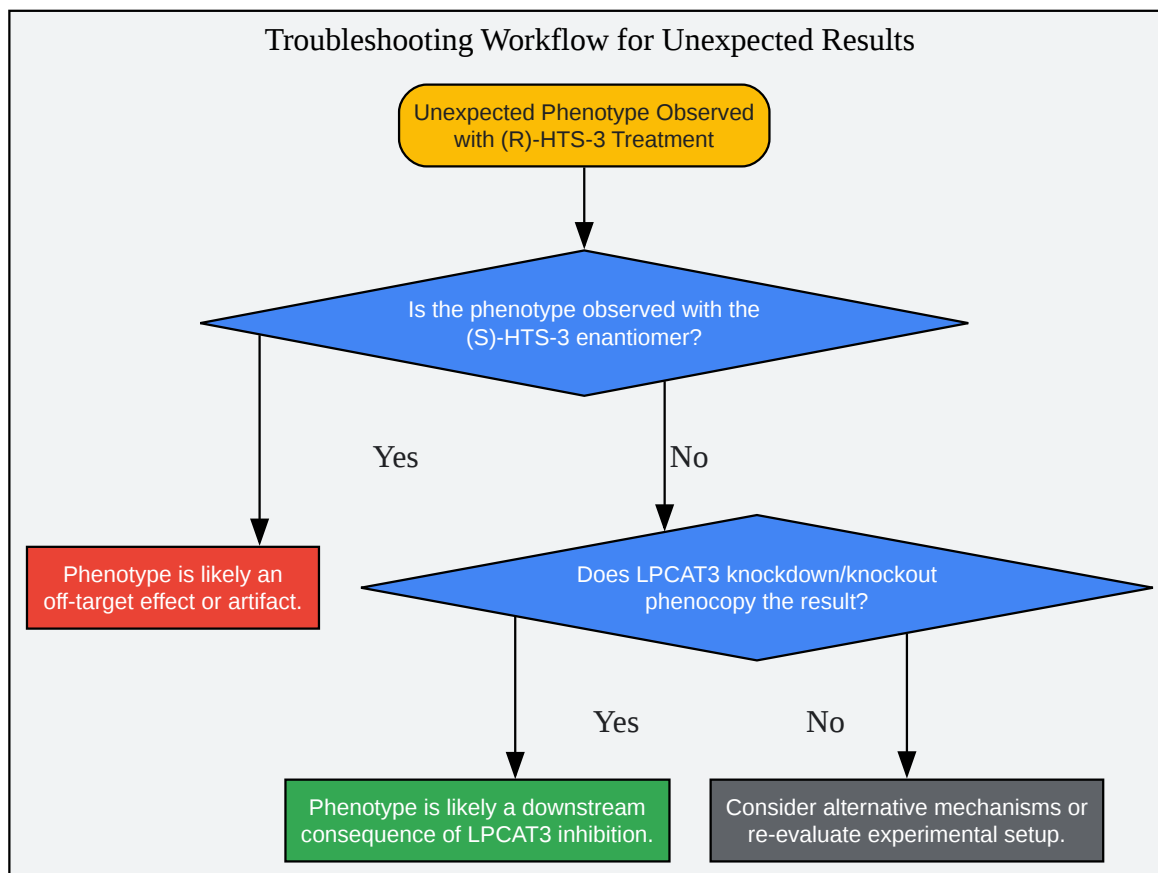 Troubleshooting Workflow for Unexpected Results
Unexpected Phenotype Observed
with (R)-HTS-3 Treatment
Is the phenotype observed with the
(S)-HTS-3 enantiomer?
Yes
No
Phenotype is likely an
off-target effect or artifact.
Does LPCAT3 knockdown/knockout
phenocopy the result?
Yes
No
Phenotype is likely a downstream
consequence of LPCAT3 inhibition.
Consider alternative mechanisms or
re-evaluate experimental setup.